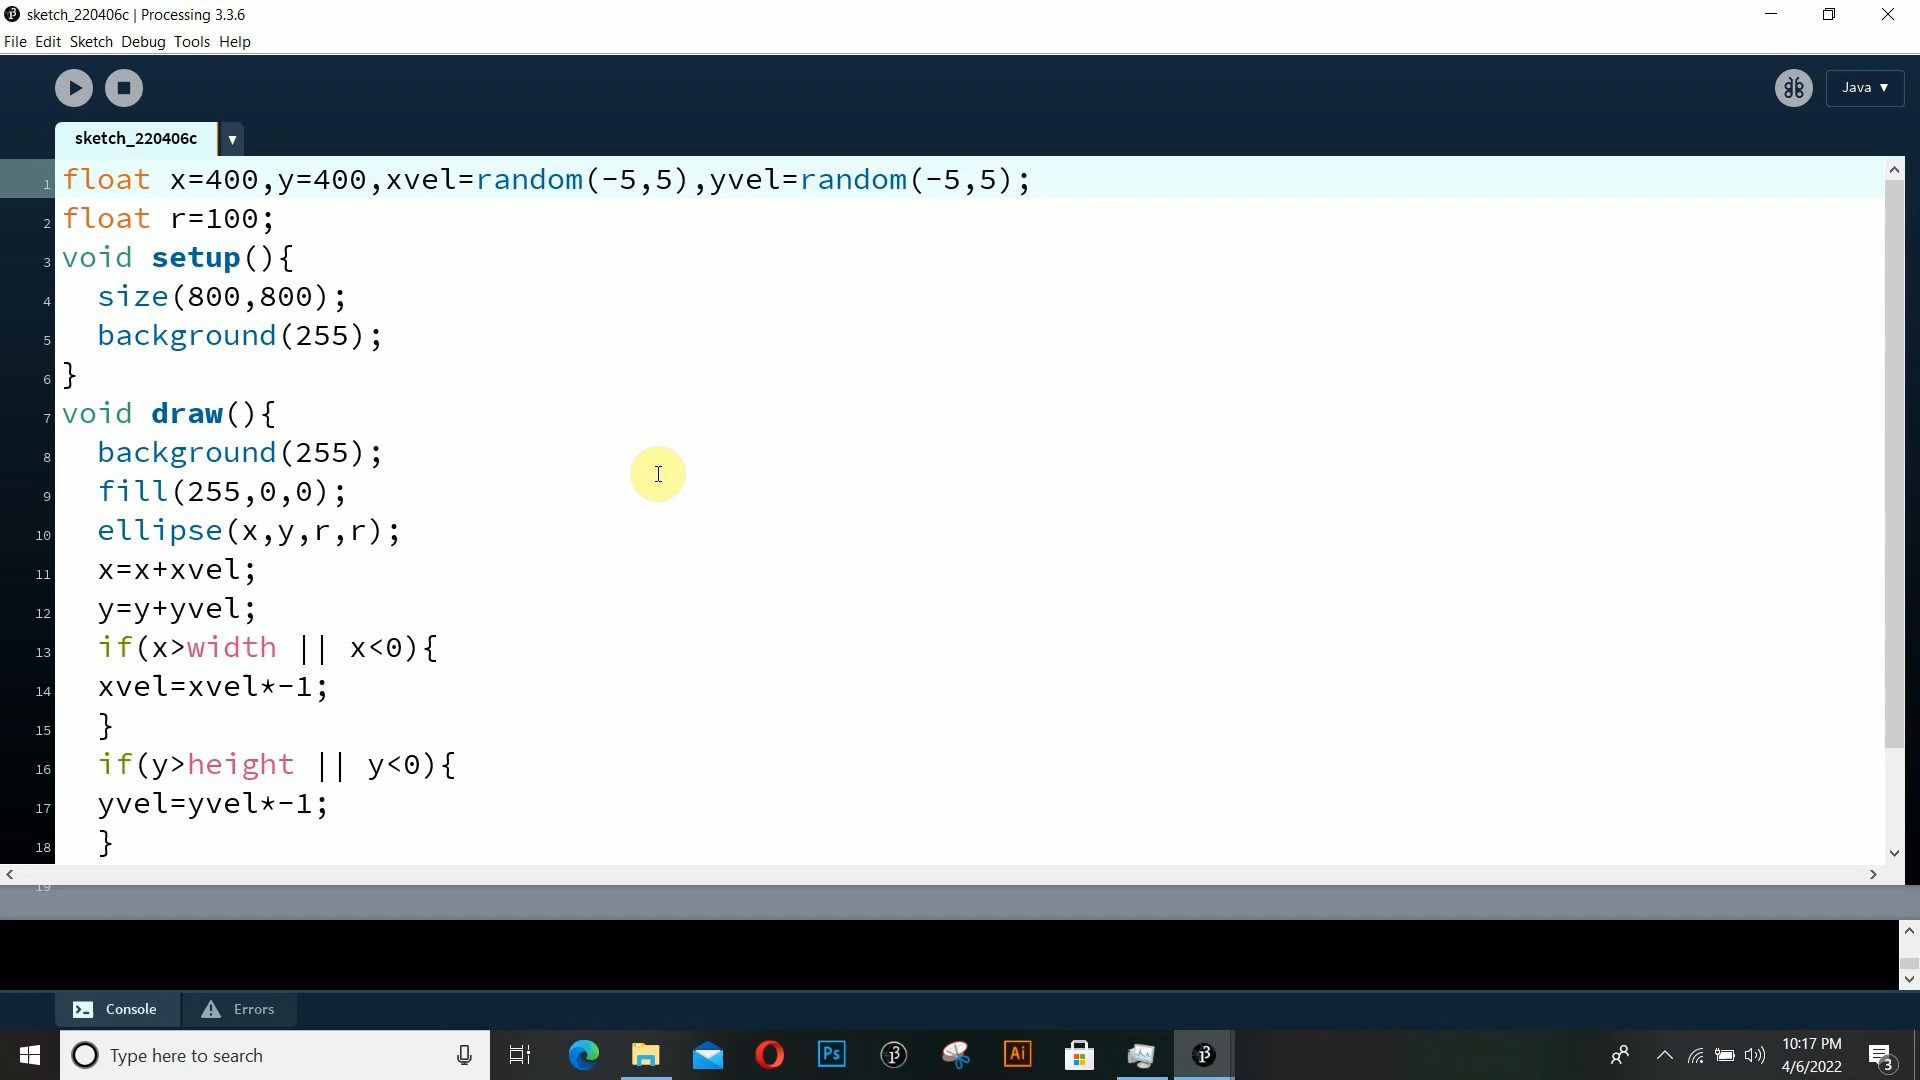 sketch_220406c | Processing 3.3.6
File Edit Sketch Debug Tools Help
Java ▼
sketch_220406c ▼
1 float x=400,y=400,xvel=random(-5,5),yvel=random(-5,5);
2 float r=100;
3 void setup(){
4 size(800,800);
5 background(255);
6 }
7 void draw(){
8 background(255);
9 fill(255,0,0);
10 ellipse(x,y,r,r);
11 x=x+xvel;
12 y=y+yvel;
13 if(x>width || x<0){
14 xvel=xvel*-1;
15 }
16 if(y>height || y<0){
17 yvel=yvel*-1;
18 }
19
Console Errors
Type here to search
Ps
Ai
10:17 PM
4/6/2022
3